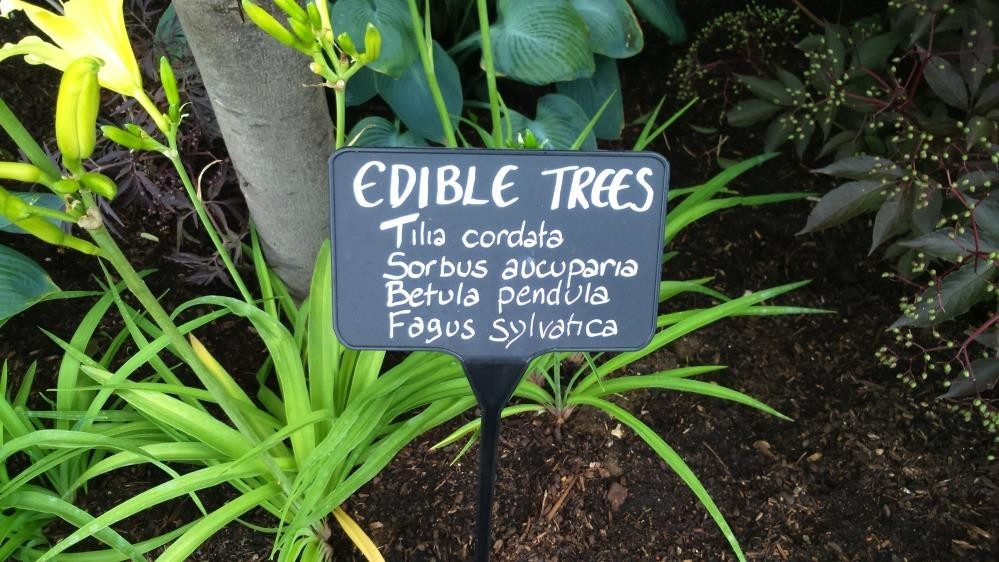 EDIBLE TREES
Tilia cordata
Sorbus aucuparia
Betula pendula
Fagus sylvatica